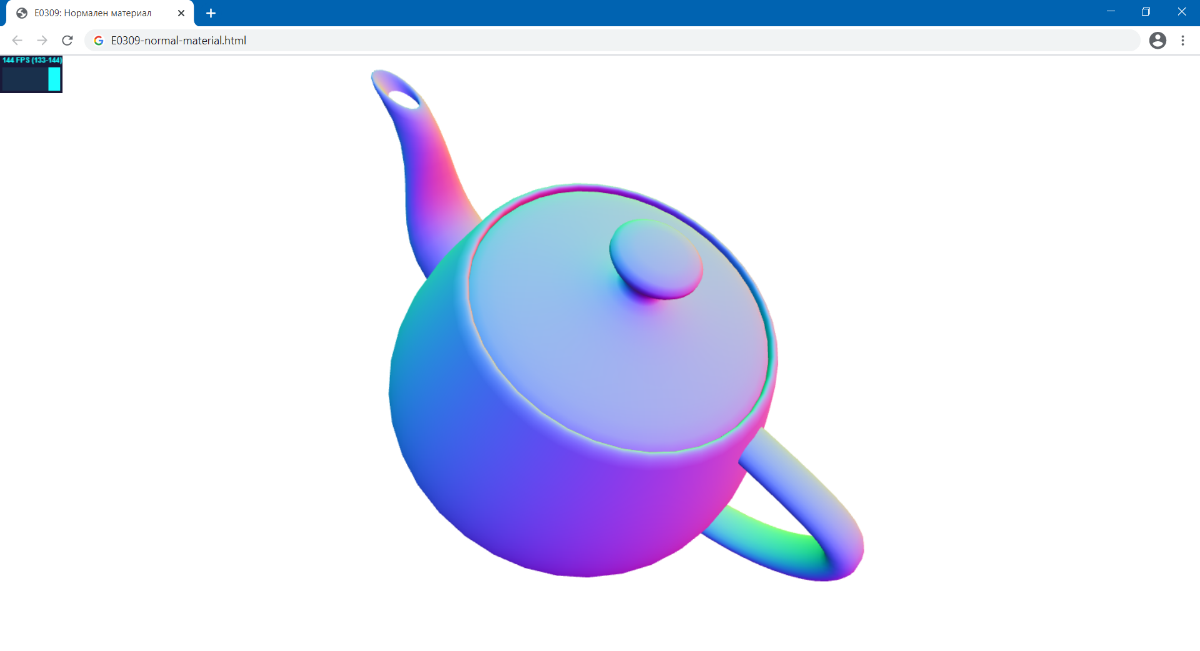 E0309: Нормален материал
E0309-normal-material.html
144 FPS (133-144)